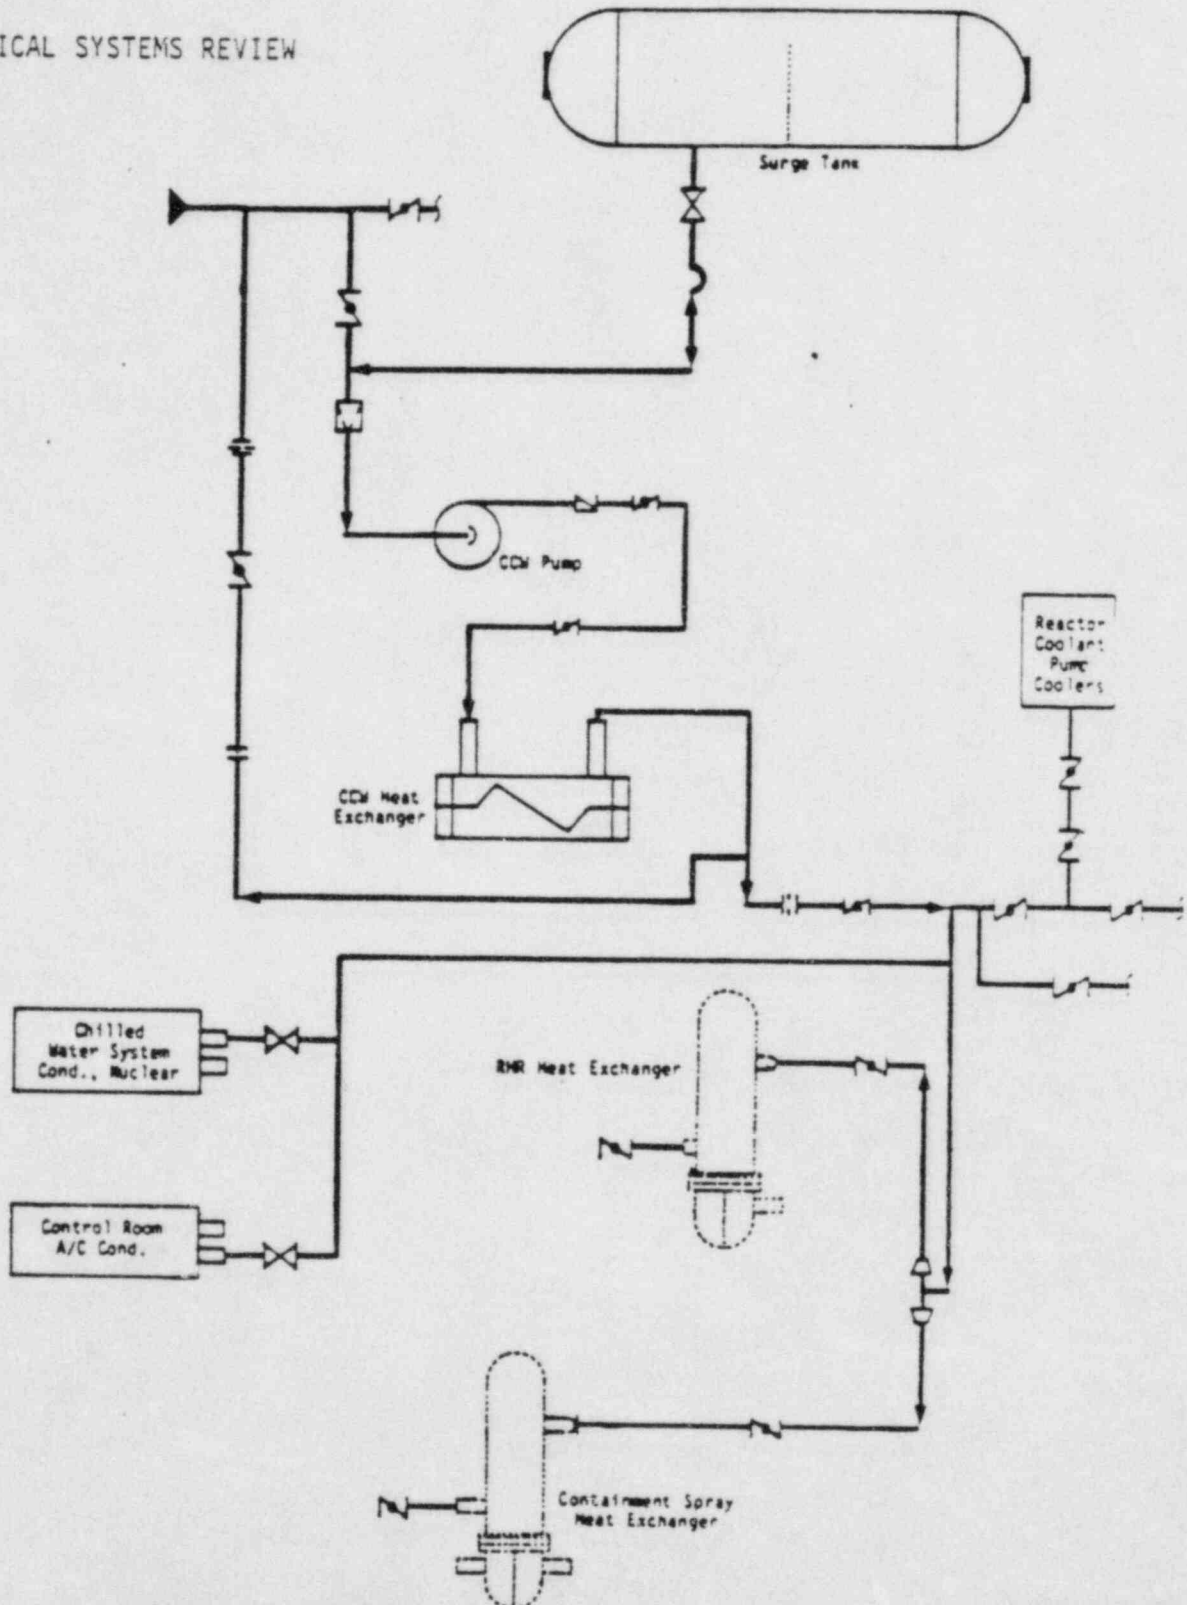 ICAL SYSTEMS REVIEW
Surge Tank
CCW Pump
Reactor
Coolant
Pump
Coolers
CCW Heat
Exchanger
Chilled
Water System
Cond., Nuclear
RHR Heat Exchanger
Control Room
A/C Cond.
Containment Spray
Heat Exchanger